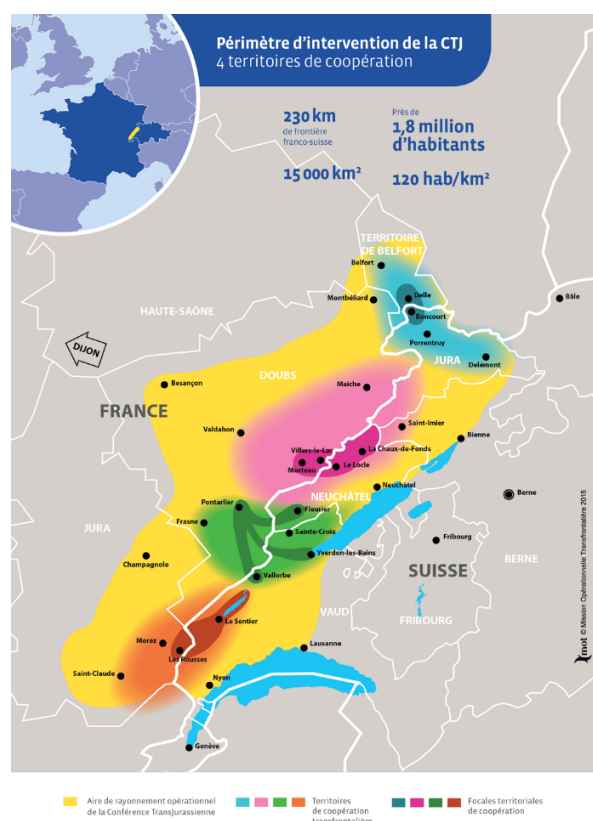 Périmètre d'intervention de la CTJ
4 territoires de coopération
230 km
de frontière
franco-suisse
15 000 km²
Près de
1,8 million
d'habitants
120 hab/km²
TERRITOIRE
DE BELFORT
Belfort
Montbéliard
Delle
Boncourt
Bâle
HAUTE-SAÔNE
Porrentruy
DIJON
JURA
Delémont
DOUBS
Besançon
Maîche
FRANCE
Valdahon
Saint-Imier
Bienne
Villers-le-Lac
La Chaux-de-Fonds
Morteau
Le Locle
Neuchâtel
Berne
NEUCHÂTEL
Pontarlier
Fleurier
Frasne
JURA
Sainte-Croix
Fribourg
Yverdon-les-Bains
Champagnole
SUISSE
BERNE
Vallorbe
VAUD
FRIBOURG
Le Sentier
Morez
Lausanne
Les Rousses
Saint-Claude
Nyon
Genève
mot © Mission Opérationnelle Transfrontalière 2015
Aire de rayonnement opérationnel
de la Conférence Transjurassienne
Territoires
de coopération
transfrontalière
Focales territoriales
de coopération